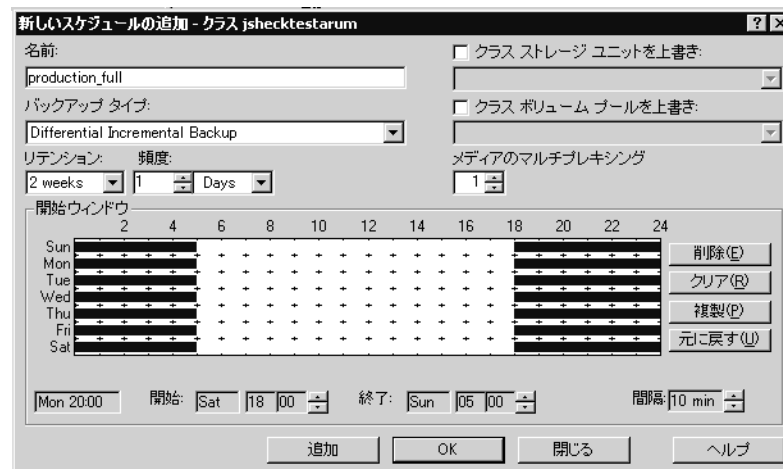 新しいスケジュールの追加 - クラス jshecktestarum
名前:
production_full
バックアップ タイプ:
Differential Incremental Backup
リテンション: 頻度:
2 weeks 1 Days
クラス ストレージ ユニットを上書き:
クラス ボリューム プールを上書き:
メディアのマルチプレキシング
1
開始ウィンドウ
2 4 6 8 10 12 14 16 18 20 22 24
Sun
Mon
Tue
Wed
Thu
Fri
Sat
削除(E)
クリア(R)
複製(P)
元に戻す(U)
Mon 20:00 開始: Sat 18 00 終了: Sun 05 00 間隔: 10 min
追加 OK 閉じる ヘルプ